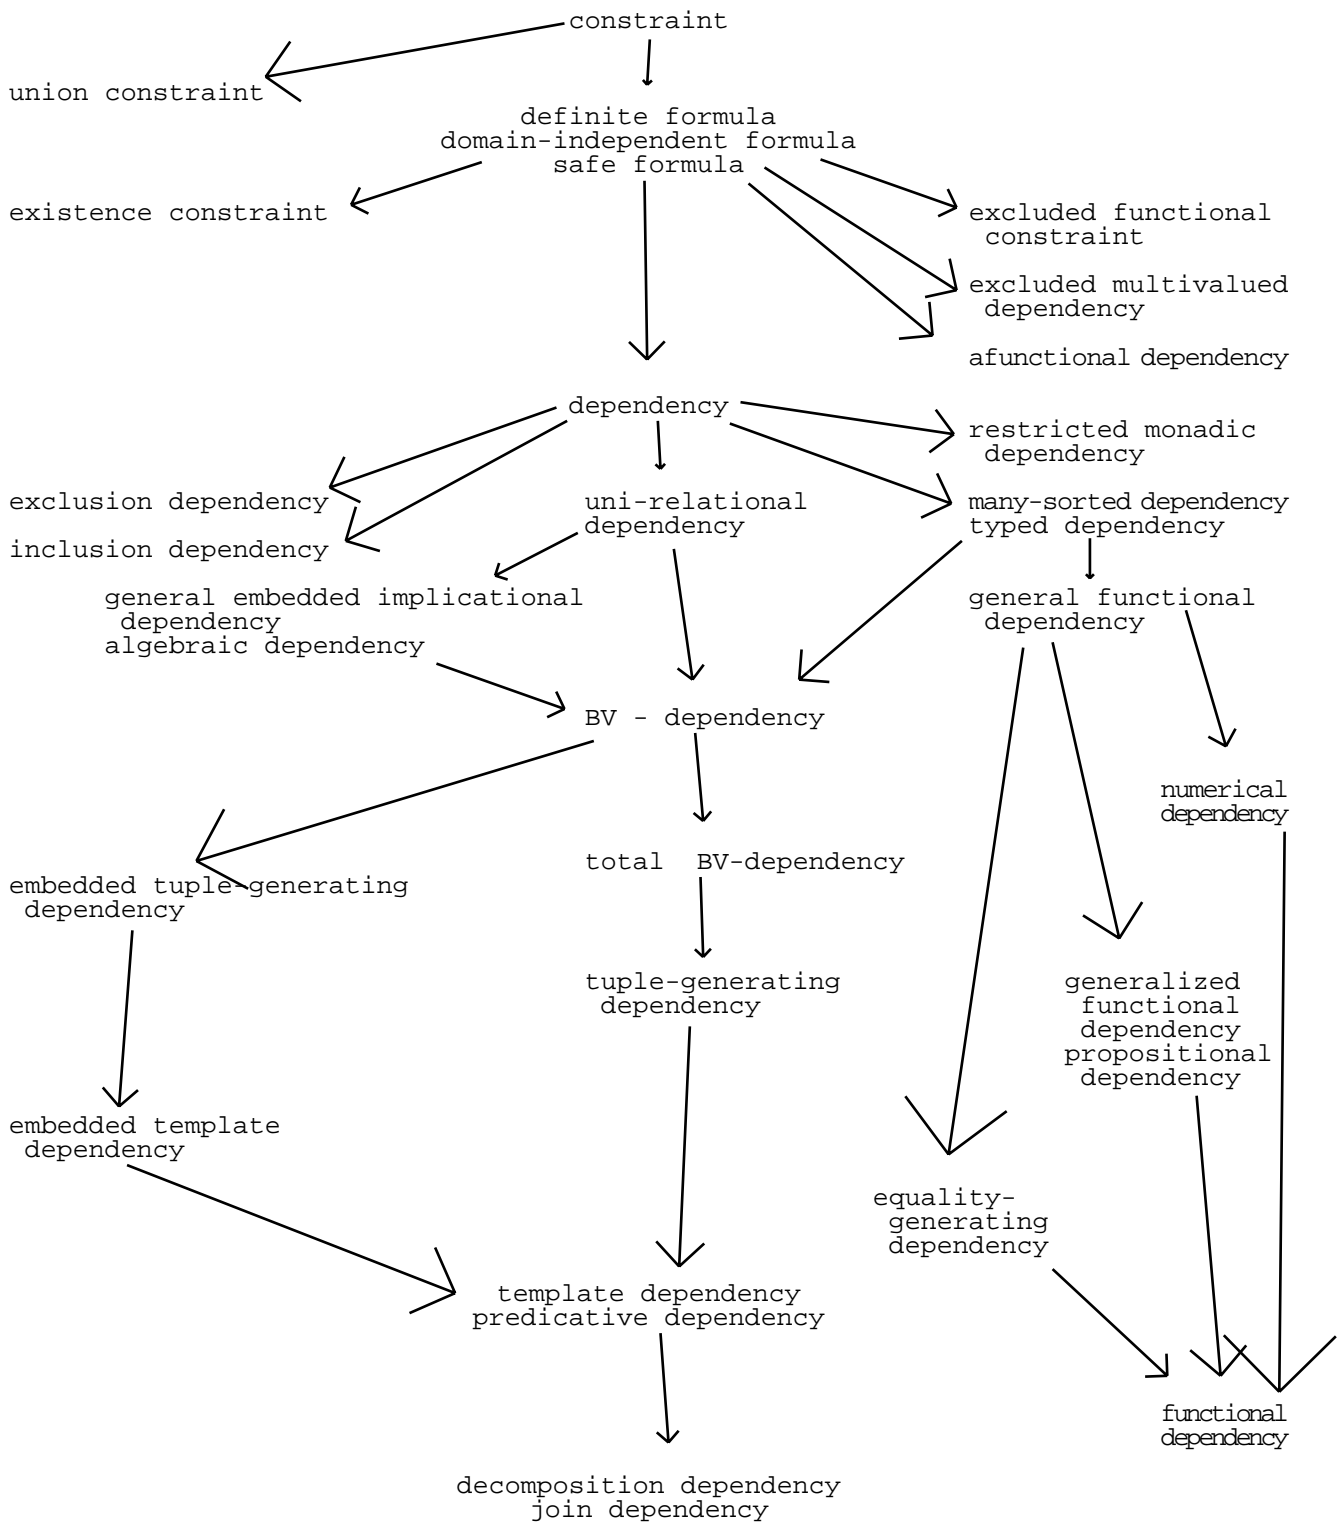 constraint
union constraint
definite formula
domain-independent formula
safe formula
existence constraint
excluded functional
constraint
excluded multivalued
dependency
afunctional dependency
dependency
restricted monadic
dependency
exclusion dependency
uni-relational
dependency
many-sorted dependency
typed dependency
inclusion dependency
general embedded implicational
dependency
algebraic dependency
general functional
dependency
BV - dependency
numerical
dependency
total BV-dependency
embedded tuple-generating
dependency
tuple-generating
dependency
generalized
functional
dependency
propositional
dependency
embedded template
dependency
equality-
generating
dependency
template dependency
predicative dependency
functional
dependency
decomposition dependency
join dependency